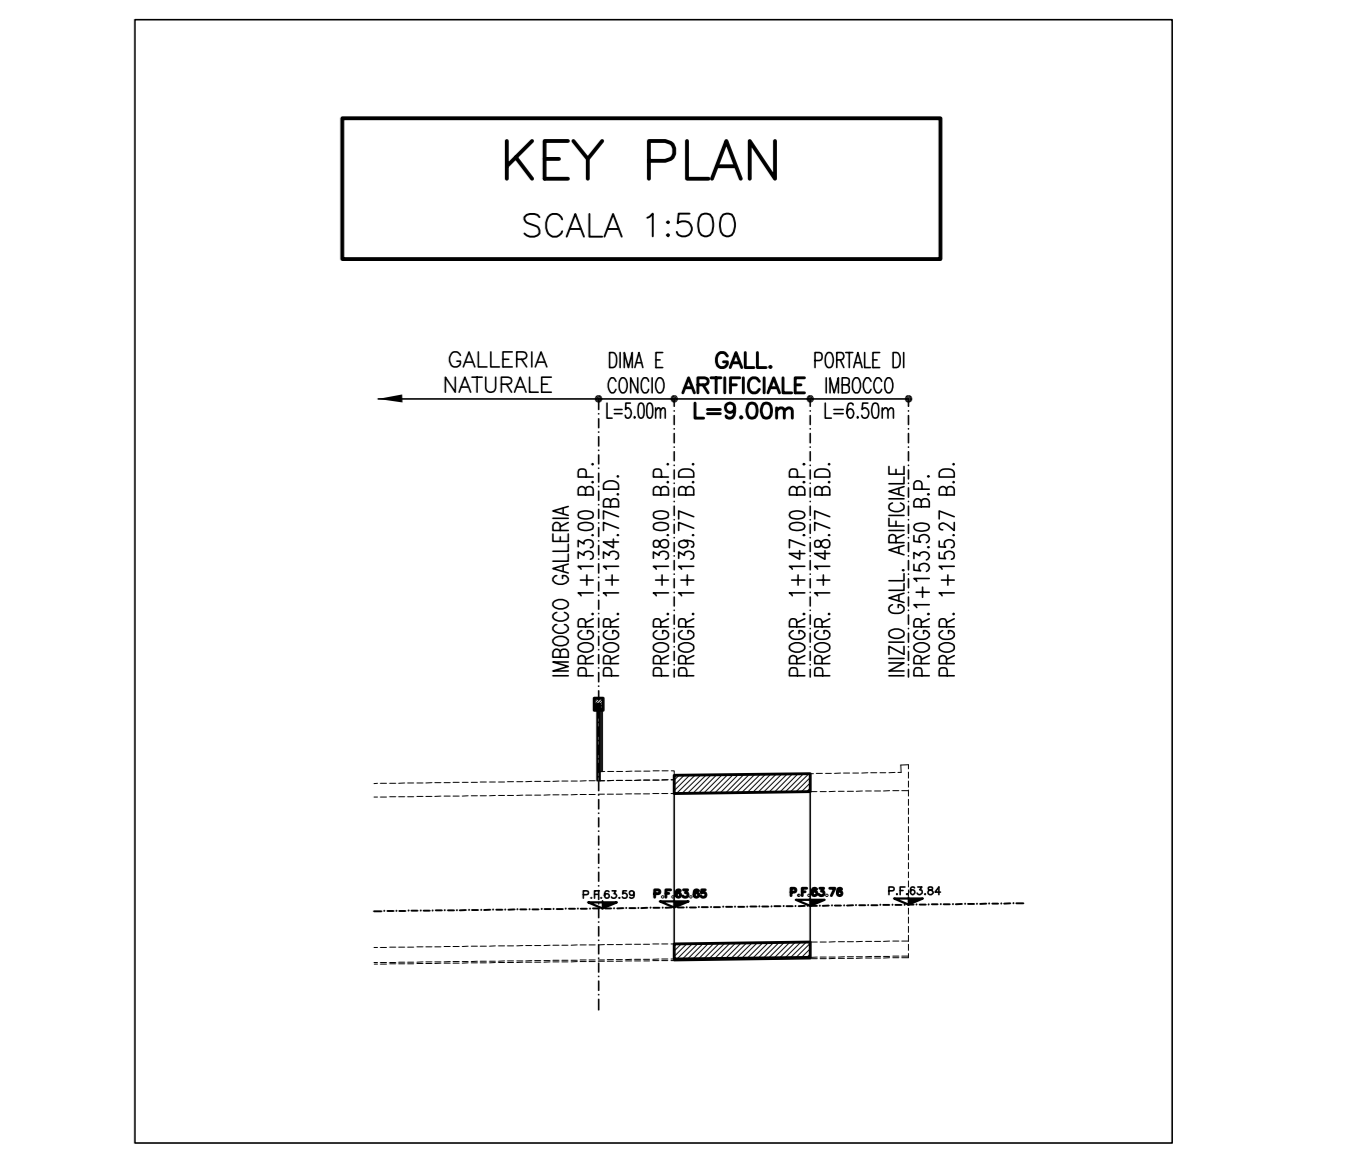 KEY PLAN
SCALA 1:500
GALLERIA
NATURALE
DIMA E
CONCIO
L=5.00m
GALL.
ARTIFICIALE
L=9.00m
PORTALE DI
IMBOCCO
L=6.50m
IMBOCCO GALLERIA
PROGR. 1+133.00 B.P.
PROGR. 1+134.77B.D.
PROGR. 1+138.00 B.P.
PROGR. 1+139.77 B.D.
PROGR. 1+147.00 B.P.
PROGR. 1+148.77 B.D.
INIZIO GALL. ARIFICIALE
PROGR.1+153.50 B.P.
PROGR. 1+155.27 B.D.
P.F.63.59
P.F.63.65
P.F.63.76
P.F.63.84